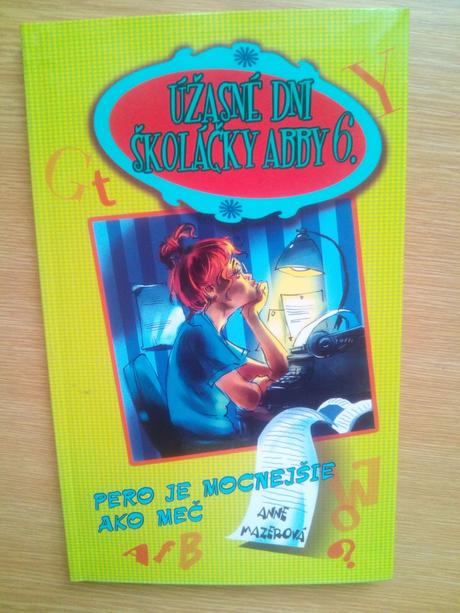 ÚŽASNÉ DNI
ŠKOLÁČKY ABBY 6.
Y
C t
PERO JE MOCNEJŠIE
AKO MEČ
ANNE
MAZEROVÁ
A f B
W
O
?